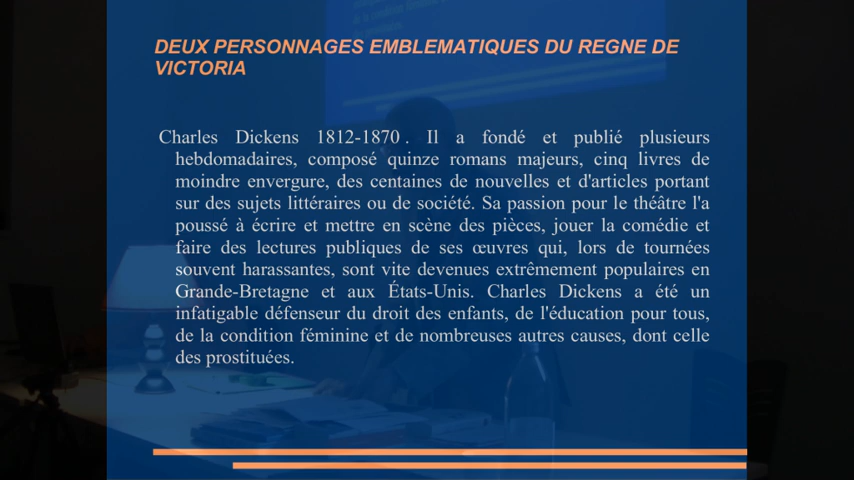 DEUX PERSONNAGES EMBLEMATIQUES DU REGNE DE
VICTORIA
Charles Dickens 1812-1870 . Il a fondé et publié plusieurs
hebdomadaires, composé quinze romans majeurs, cinq livres de
moindre envergure, des centaines de nouvelles et d'articles portant
sur des sujets littéraires ou de société. Sa passion pour le théâtre l'a
poussé à écrire et mettre en scène des pièces, jouer la comédie et
faire des lectures publiques de ses œuvres qui, lors de tournées
souvent harassantes, sont vite devenues extrêmement populaires en
Grande-Bretagne et aux États-Unis. Charles Dickens a été un
infatigable défenseur du droit des enfants, de l'éducation pour tous,
de la condition féminine et de nombreuses autres causes, dont celle
des prostituées.